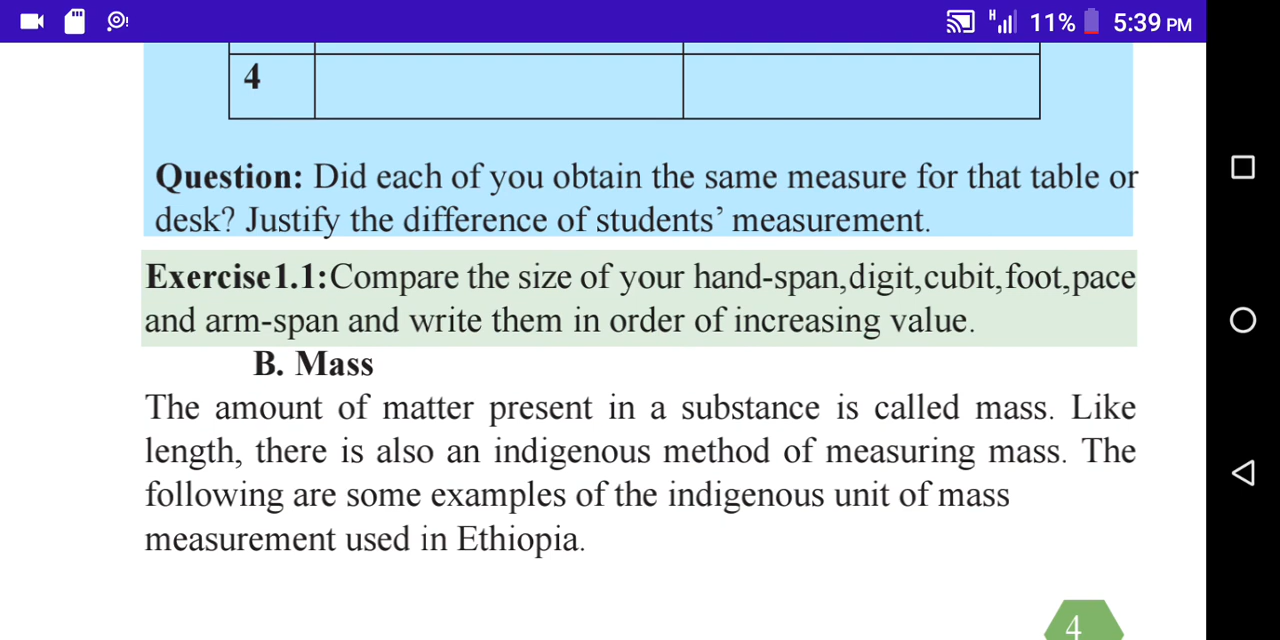 H 11% 5:39 PM
4
Question: Did each of you obtain the same measure for that table or
desk? Justify the difference of students’ measurement.
Exercise1.1:Compare the size of your hand-span,digit,cubit,foot,pace
and arm-span and write them in order of increasing value.
B. Mass
The amount of matter present in a substance is called mass. Like
length, there is also an indigenous method of measuring mass. The
following are some examples of the indigenous unit of mass
measurement used in Ethiopia.
4